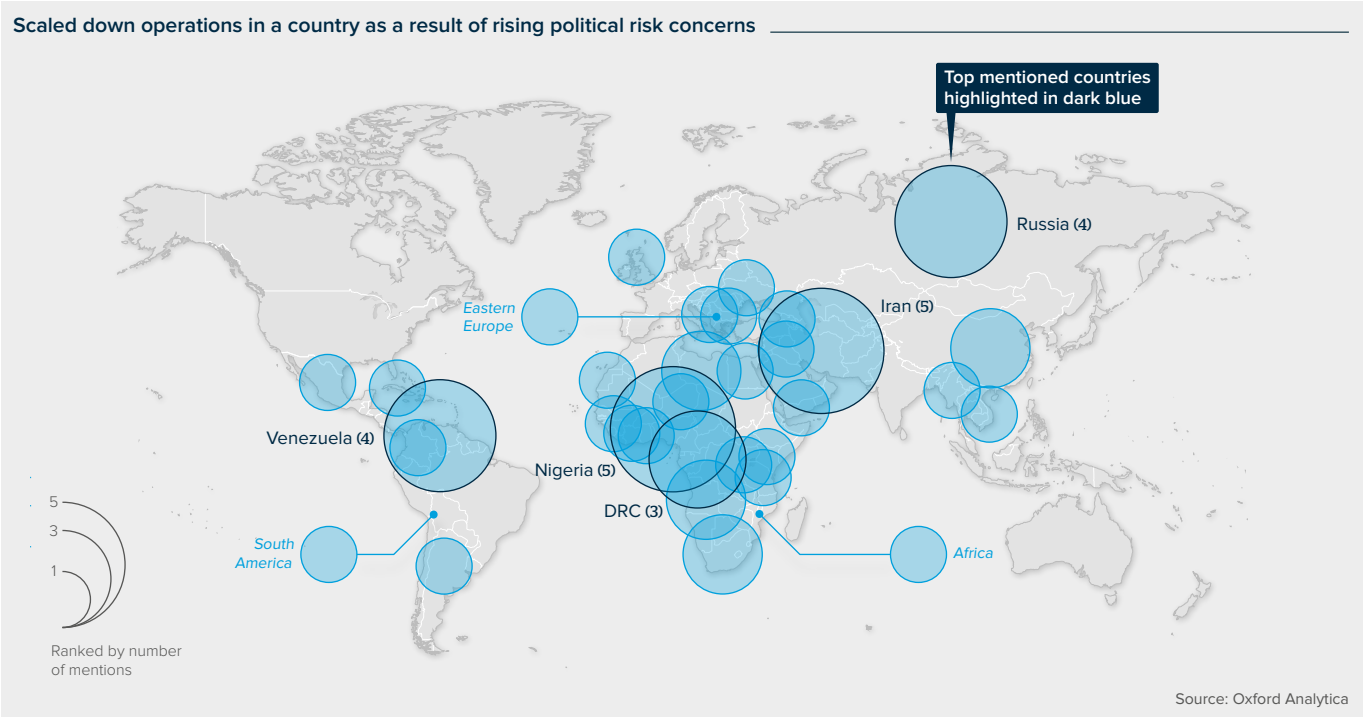 Scaled down operations in a country as a result of rising political risk concerns
Top mentioned countries
highlighted in dark blue
Russia (4)
Iran (5)
Eastern
Europe
Venezuela (4)
Nigeria (5)
DRC (3)
South
America
Africa
5
3
1
Ranked by number
of mentions
Source: Oxford Analytica